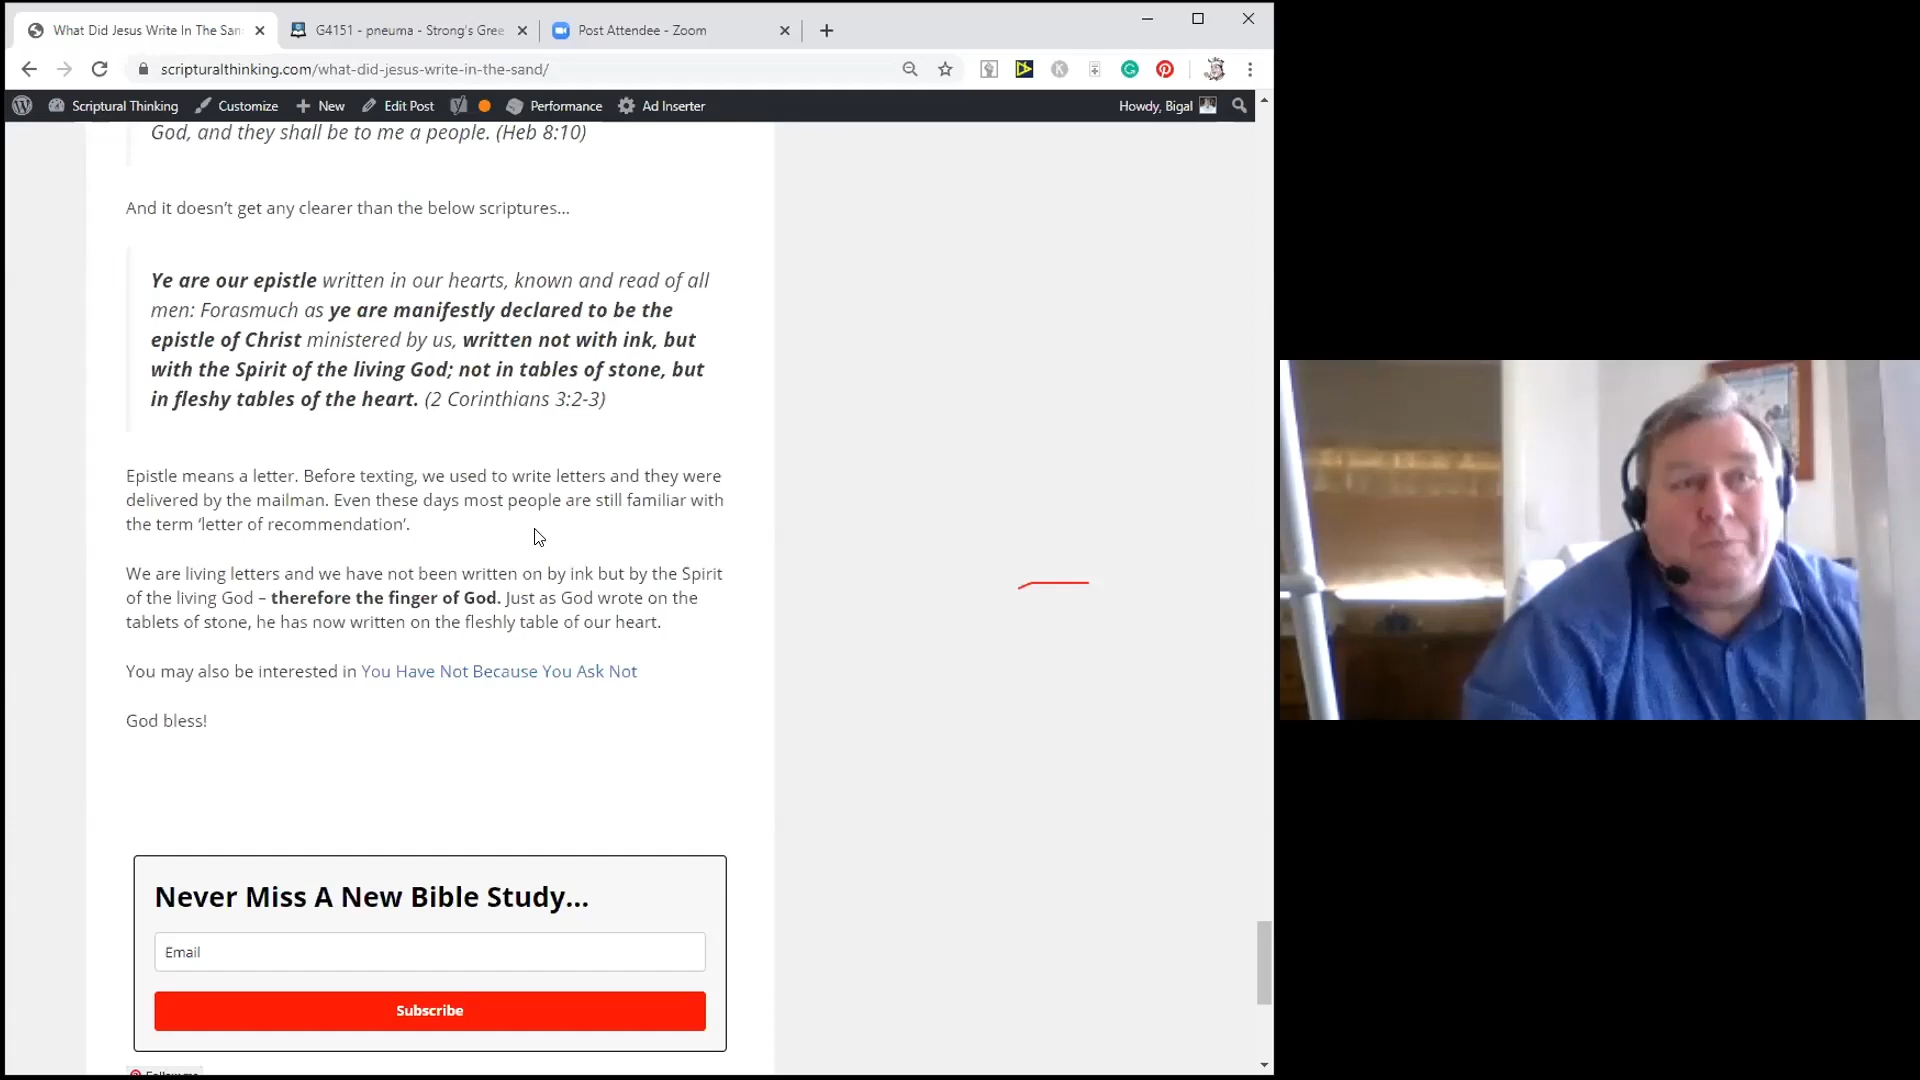 What Did Jesus Write In The San
G4151 - pneuma - Strong's Gree
Post Attendee - Zoom
scripturalthinking.com/what-did-jesus-write-in-the-sand/
Scriptural Thinking
Customize
New
Edit Post
Performance
Ad Inserter
Howdy, Bigal
God, and they shall be to me a people. (Heb 8:10)
And it doesn’t get any clearer than the below scriptures…
Ye are our epistle written in our hearts, known and read of all
men: Forasmuch as ye are manifestly declared to be the
epistle of Christ ministered by us, written not with ink, but
with the Spirit of the living God; not in tables of stone, but
in fleshy tables of the heart. (2 Corinthians 3:2-3)
Epistle means a letter. Before texting, we used to write letters and they were
delivered by the mailman. Even these days most people are still familiar with
the term ‘letter of recommendation’.
We are living letters and we have not been written on by ink but by the Spirit
of the living God – therefore the finger of God. Just as God wrote on the
tablets of stone, he has now written on the fleshly table of our heart.
You may also be interested in You Have Not Because You Ask Not
God bless!
Never Miss A New Bible Study...
Email
Subscribe